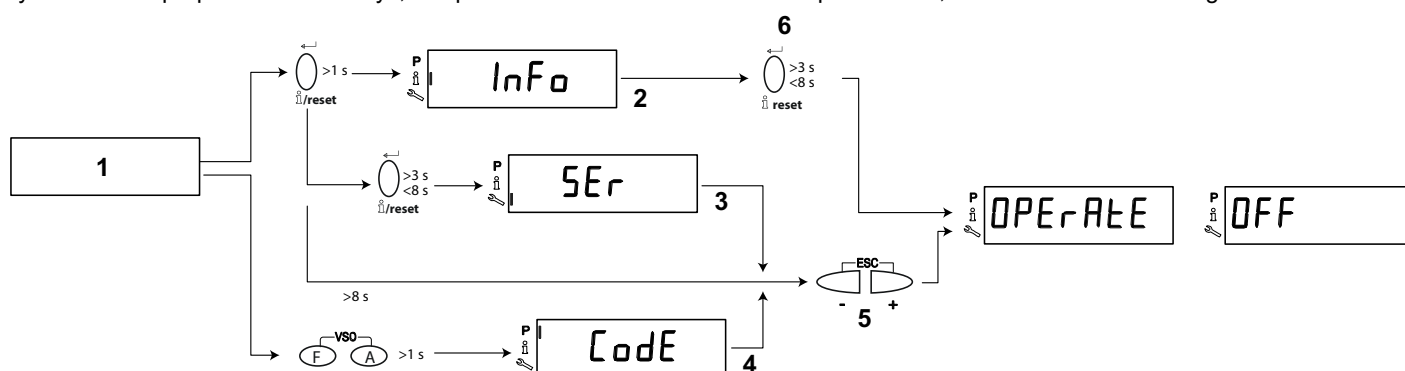 6
>1 s
P
InFo
>3 s
<8 s
i/reset
2
i reset
1
>3 s
<8 s
P
SEr
i/reset
3
P
OPErAtE
P
OFF
ESC
- +
5
>8 s
VSO
F A
>1 s
P
CodE
4